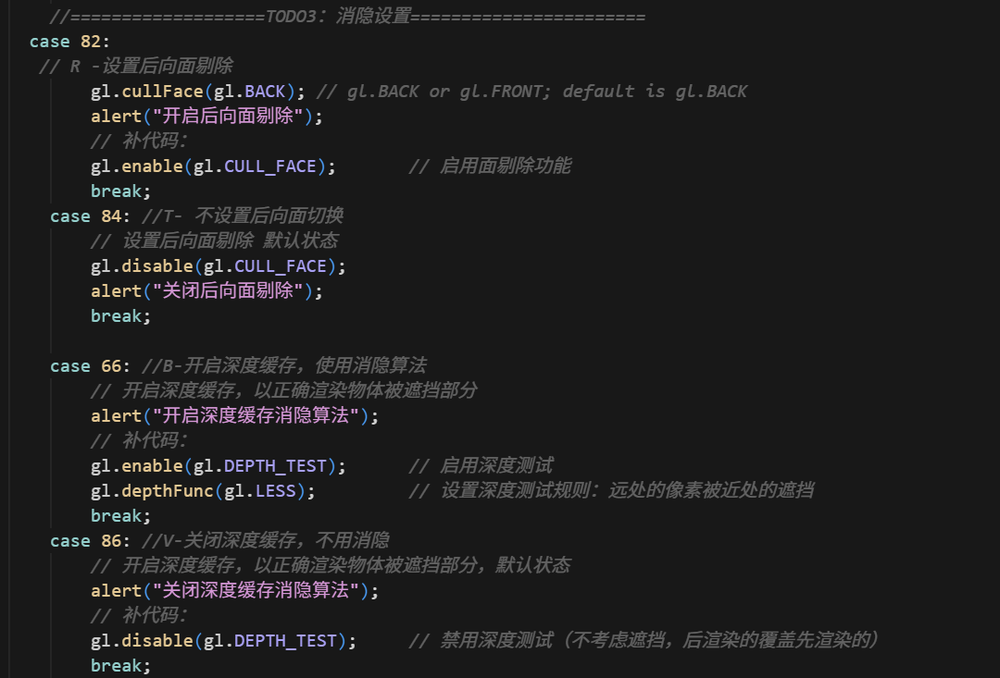 //===================TODO3：消隐设置=======================
case 82:
// R -设置后向面剔除
gl.cullFace(gl.BACK); // gl.BACK or gl.FRONT; default is gl.BACK
alert("开启后向面剔除");
// 补代码：
gl.enable(gl.CULL_FACE);       // 启用面剔除功能
break;
case 84: //T- 不设置后向面切换
// 设置后向面剔除 默认状态
gl.disable(gl.CULL_FACE);
alert("关闭后向面剔除");
break;
case 66: //B-开启深度缓存，使用消隐算法
// 开启深度缓存，以正确渲染物体被遮挡部分
alert("开启深度缓存消隐算法");
// 补代码：
gl.enable(gl.DEPTH_TEST);      // 启用深度测试
gl.depthFunc(gl.LESS);         // 设置深度测试规则：远处的像素被近处的遮挡
break;
case 86: //V-关闭深度缓存，不用消隐
// 开启深度缓存，以正确渲染物体被遮挡部分，默认状态
alert("关闭深度缓存消隐算法");
// 补代码：
gl.disable(gl.DEPTH_TEST);     // 禁用深度测试（不考虑遮挡，后渲染的覆盖先渲染的）
break;